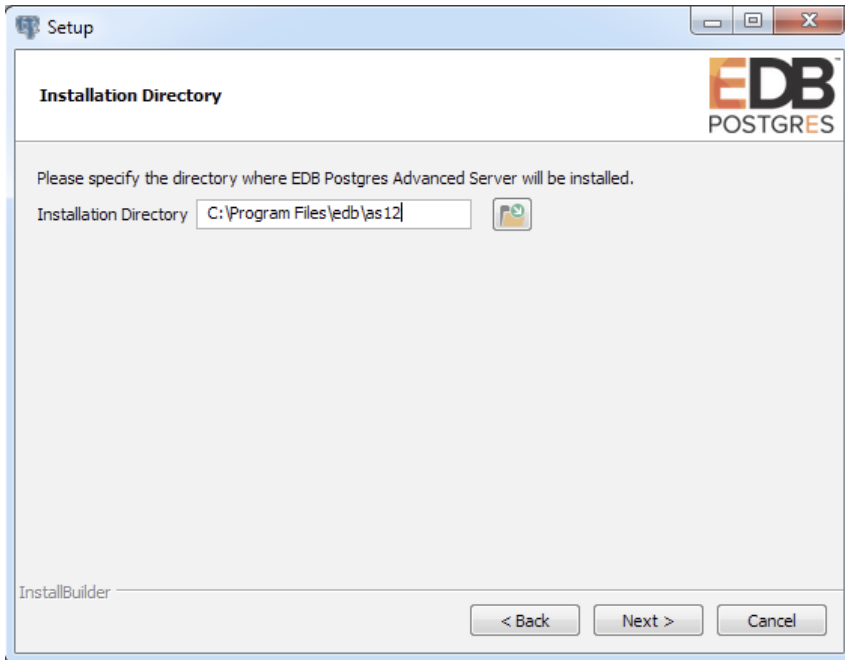 Setup
Installation Directory
EDB™
POSTGRES
Please specify the directory where EDB Postgres Advanced Server will be installed.
Installation Directory C:\Program Files\edb\as12
InstallBuilder
< Back Next > Cancel